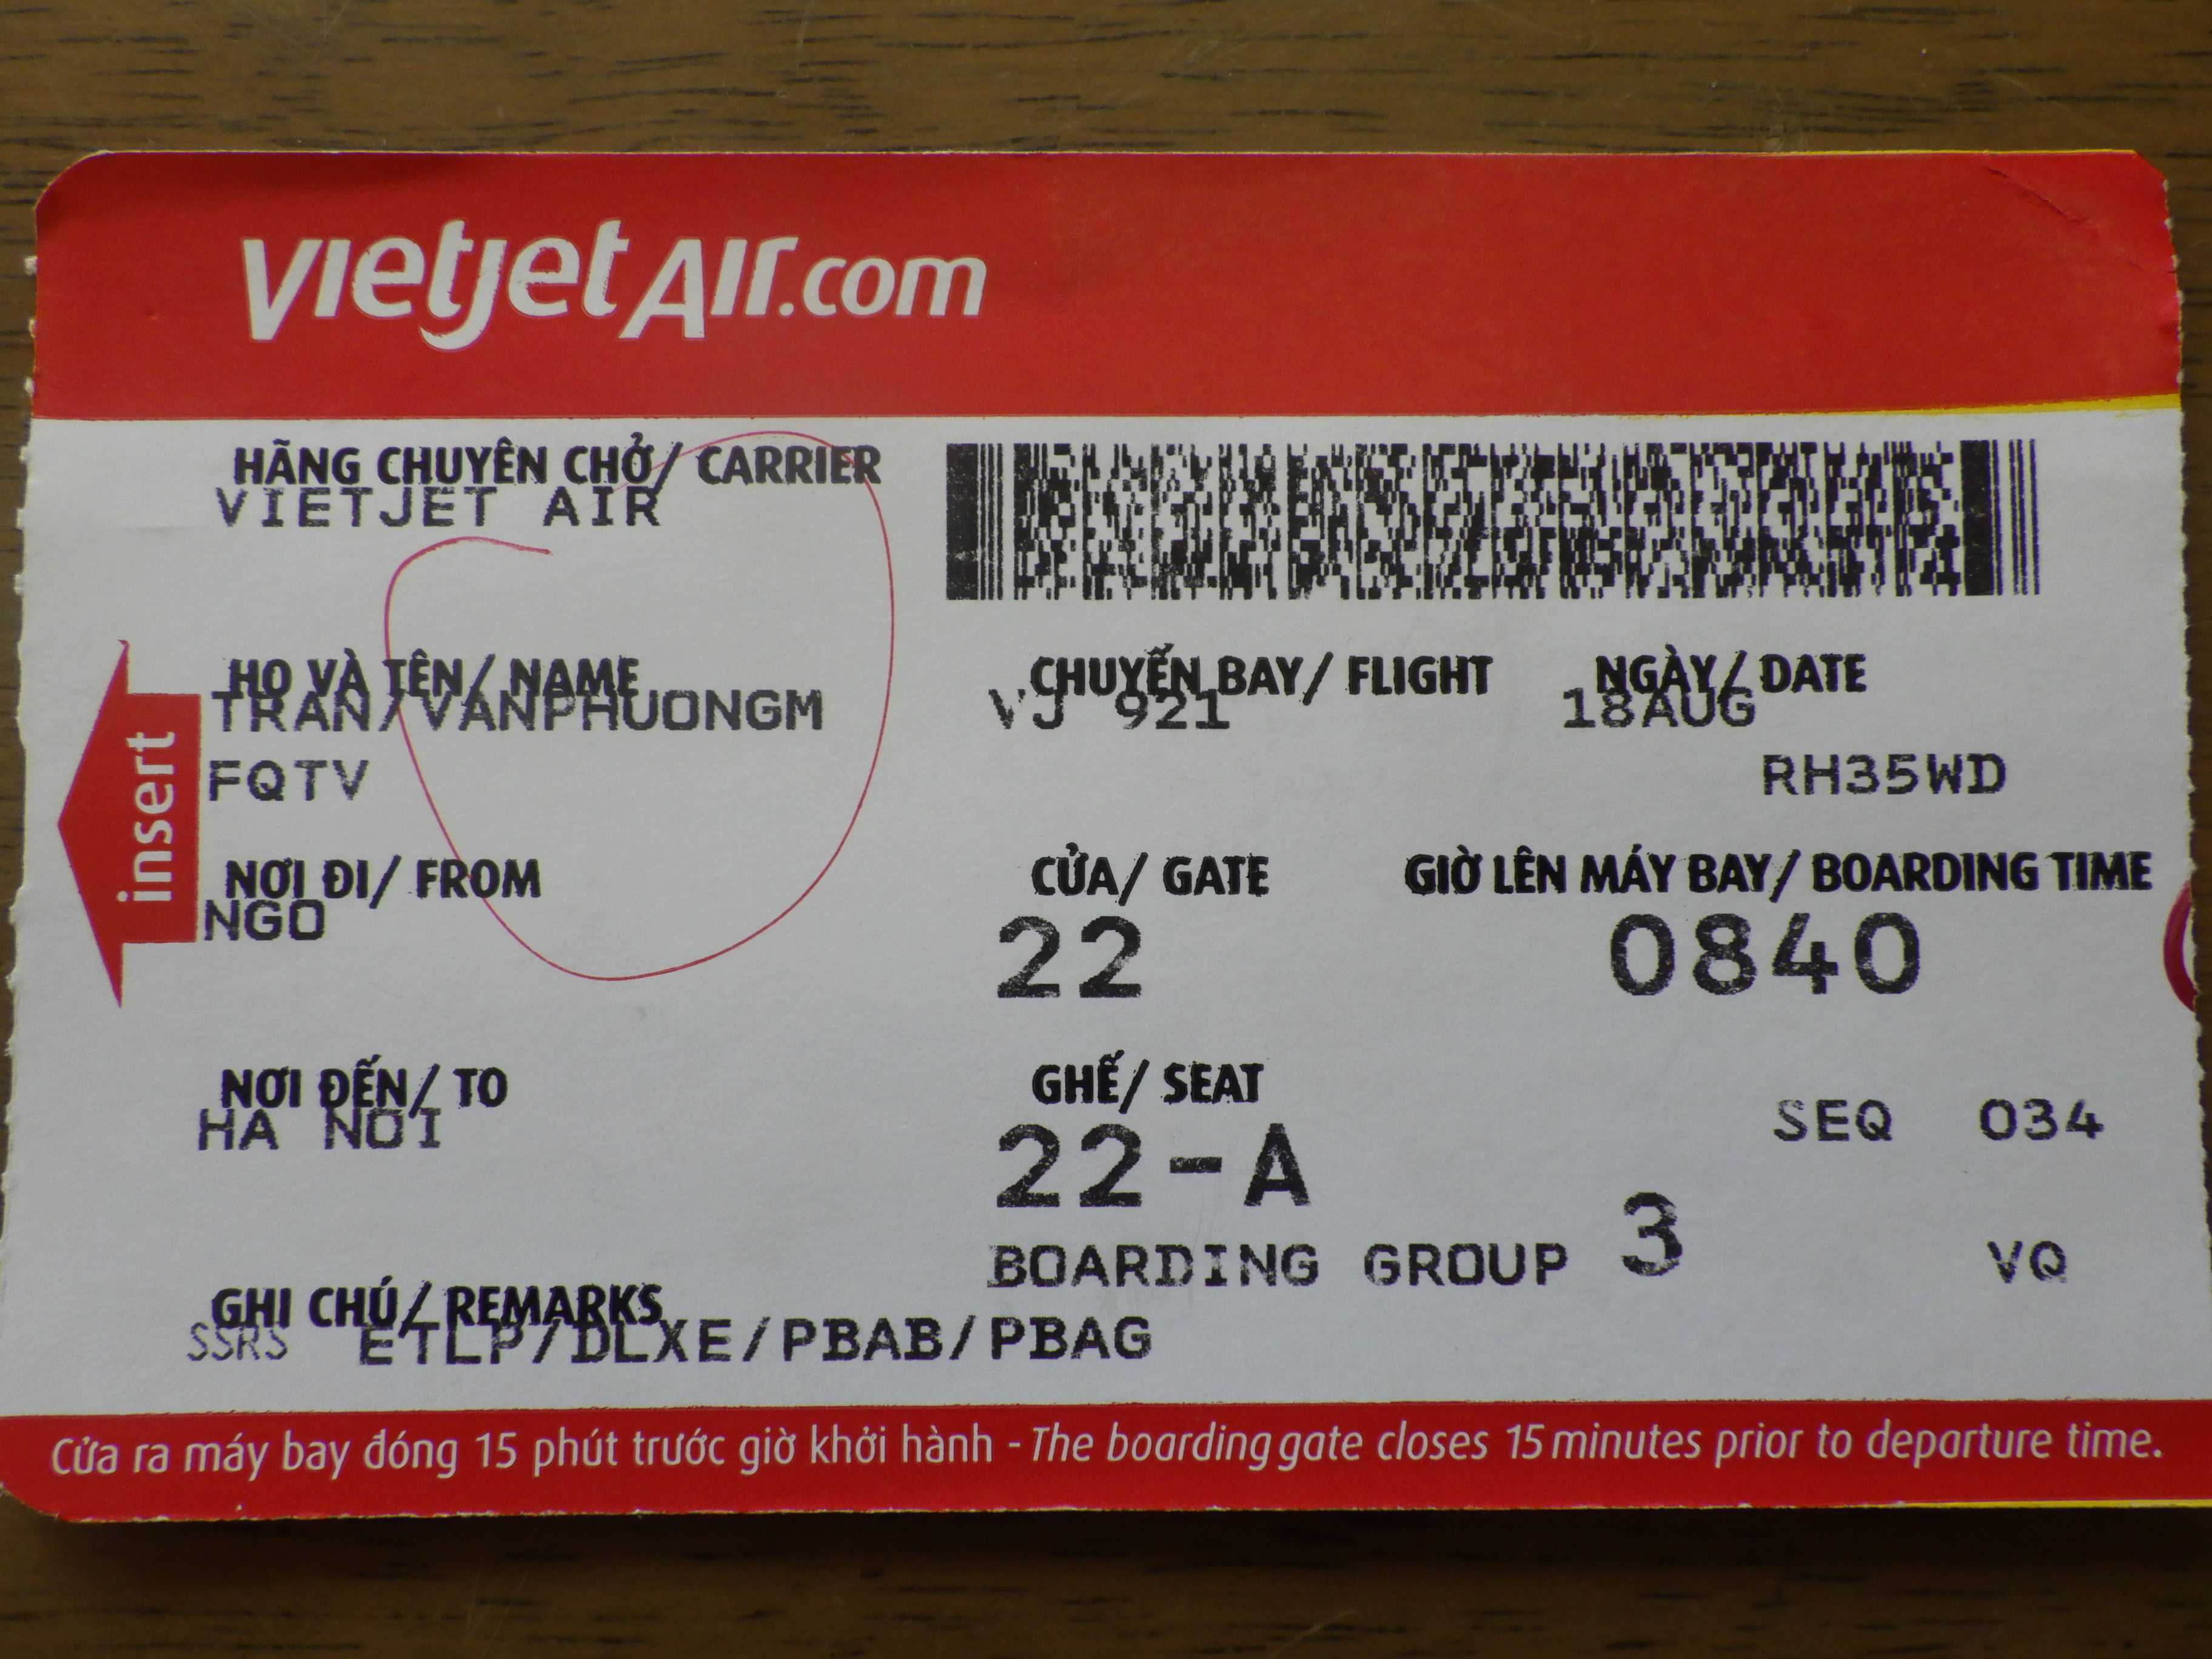 vietjetAir.com
HÃNG CHUYÊN CHỞ/ CARRIER
VIETJET AIR
HỌ VÀ TÊN/ NAME
TRAN/VANPHUONGM
CHUYẾN BAY/ FLIGHT
VJ 921
NGÀY/ DATE
18AUG
FQTV
RH35WD
insert
NƠI ĐI/ FROM
NGO
CỬA/ GATE
22
GIỜ LÊN MÁY BAY/ BOARDING TIME
0840
NƠI ĐẾN/ TO
HA NOI
GHẾ/ SEAT
22-A
SEQ 034
BOARDING GROUP 3
VQ
GHI CHÚ/ REMARKS
SSRS ETLP/DLXE/PBAB/PBAG
Cửa ra máy bay đóng 15 phút trước giờ khởi hành - The boarding gate closes 15 minutes prior to departure time.